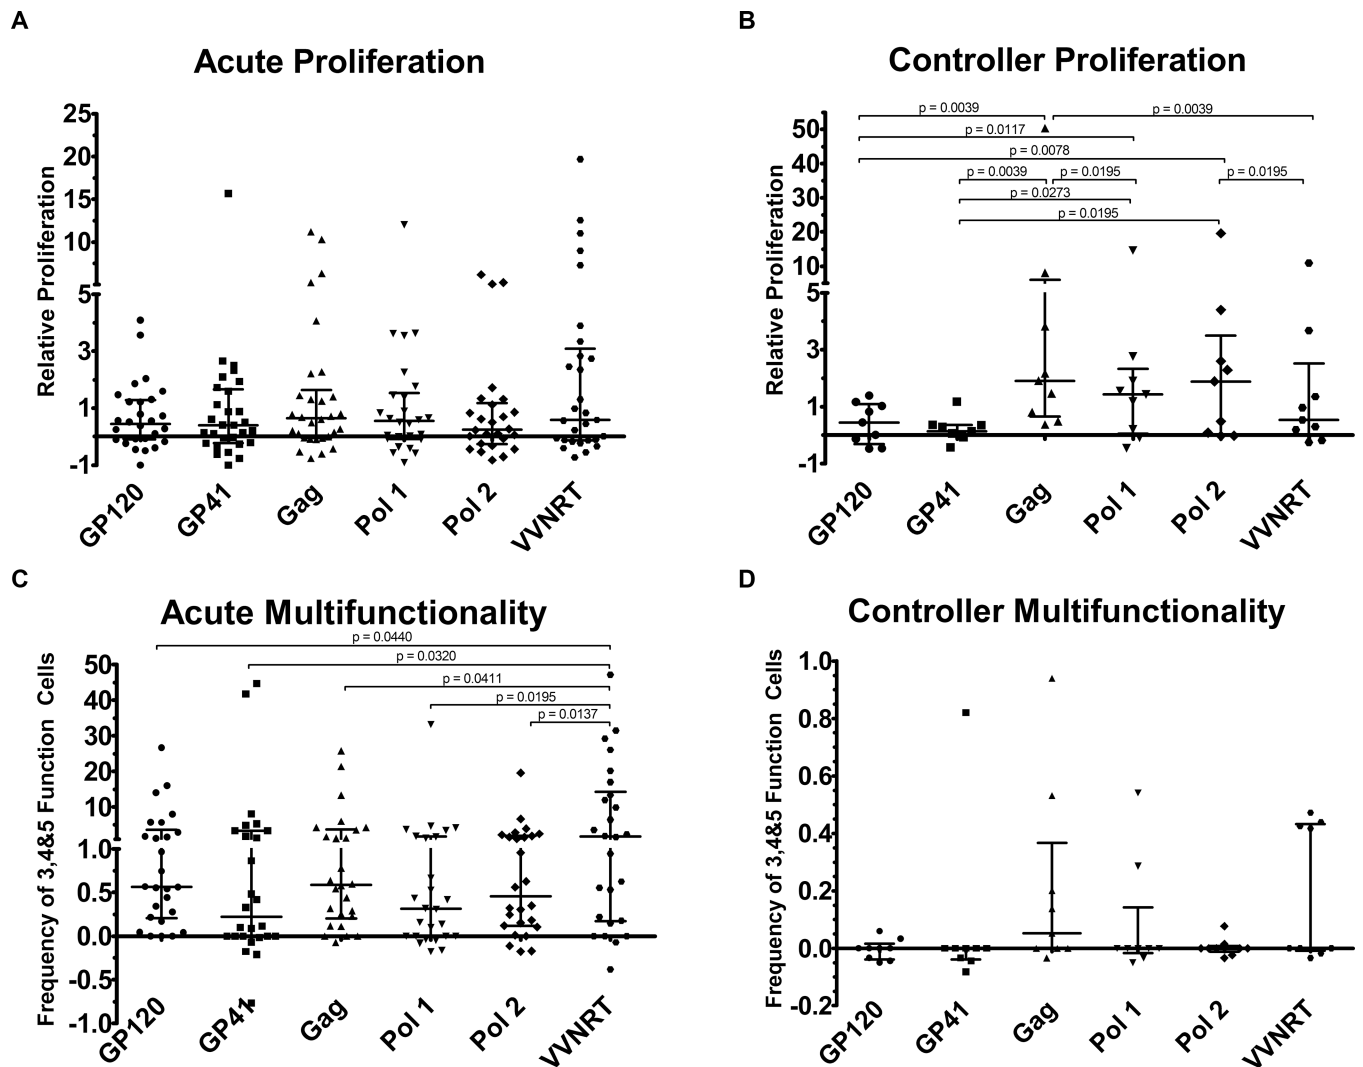 A
Acute Proliferation
Relative Proliferation
25
20
15
10
5
3
1
-1
GP120
GP41
Gag
Pol 1
Pol 2
VVNRT
B
Controller Proliferation
Relative Proliferation
50
40
30
20
10
5
3
1
-1
p = 0.0039
p = 0.0039
p = 0.0117
p = 0.0078
p = 0.0039
p = 0.0195
p = 0.0195
p = 0.0273
p = 0.0195
GP120
GP41
Gag
Pol 1
Pol 2
VVNRT
C
Acute Multifunctionality
Frequency of 3,4&5 Function Cells
p = 0.0440
p = 0.0320
p = 0.0411
p = 0.0195
p = 0.0137
50
40
30
20
10
1.0
0.5
0.0
-0.5
-1.0
GP120
GP41
Gag
Pol 1
Pol 2
VVNRT
D
Controller Multifunctionality
Frequency of 3,4&5 Function Cells
1.0
0.8
0.6
0.4
0.2
0.0
-0.2
GP120
GP41
Gag
Pol 1
Pol 2
VVNRT